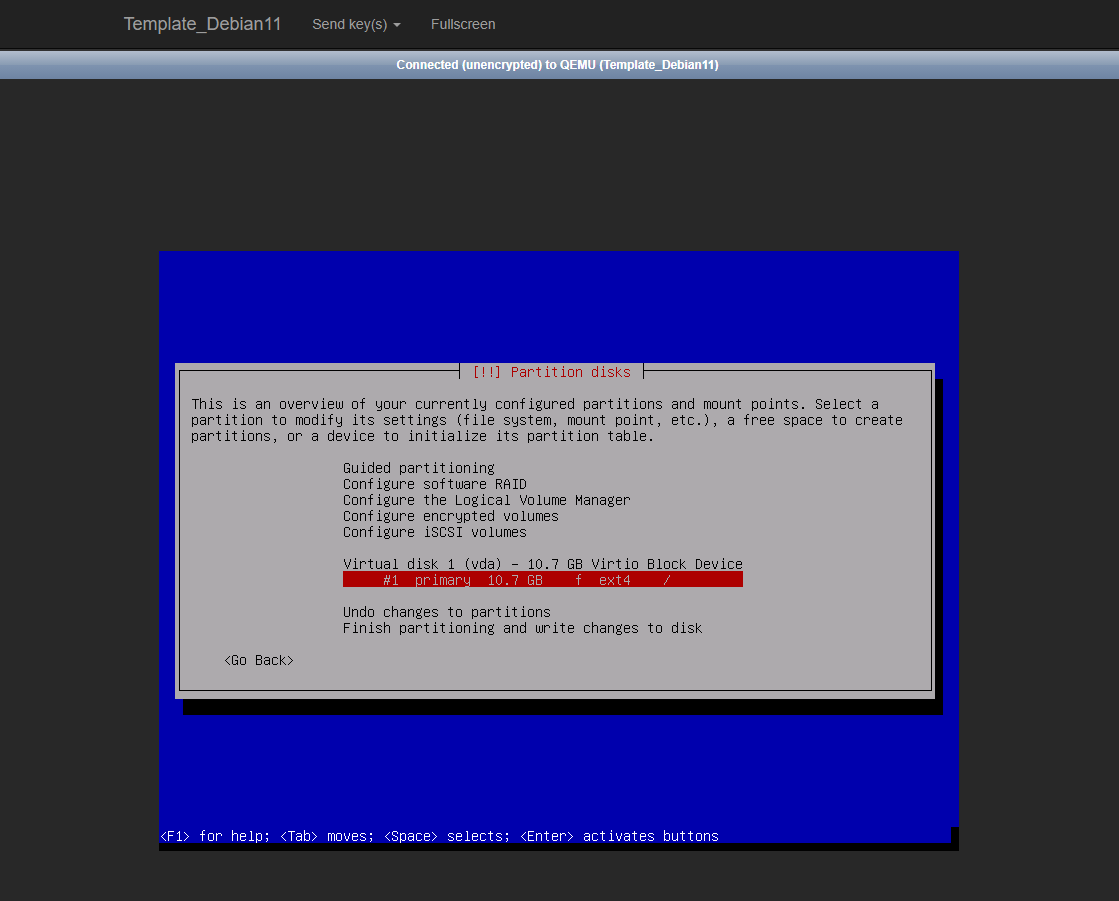 Template_Debian11 Send key(s) Fullscreen
Connected (unencrypted) to QEMU (Template_Debian11)
[!!] Partition disks
This is an overview of your currently configured partitions and mount points. Select a
partition to modify its settings (file system, mount point, etc.), a free space to create
partitions, or a device to initialize its partition table.
Guided partitioning
Configure software RAID
Configure the Logical Volume Manager
Configure encrypted volumes
Configure iSCSI volumes
Virtual disk 1 (vda) - 10.7 GB Virtio Block Device
#1 primary 10.7 GB f ext4 /
Undo changes to partitions
Finish partitioning and write changes to disk
<Go Back>
<F1> for help; <Tab> moves; <Space> selects; <Enter> activates buttons